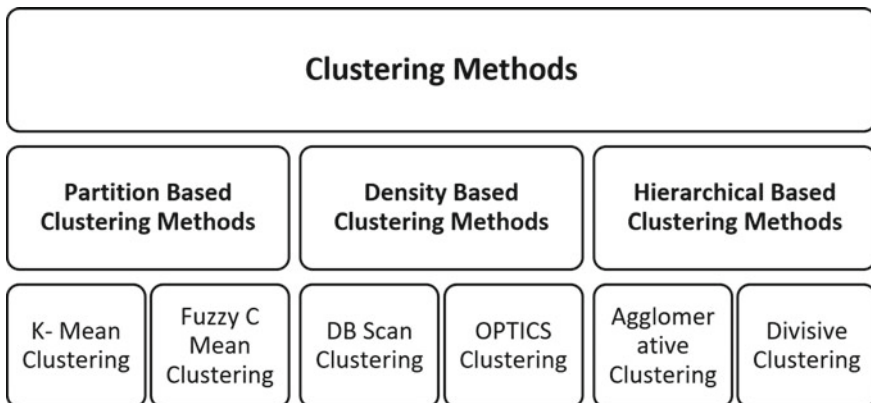 Clustering Methods
Partition Based
Clustering Methods
Density Based
Clustering Methods
Hierarchical Based
Clustering Methods
K- Mean
Clustering
Fuzzy C
Mean
Clustering
DB Scan
Clustering
OPTICS
Clustering
Agglomer
ative
Clustering
Divisive
Clustering